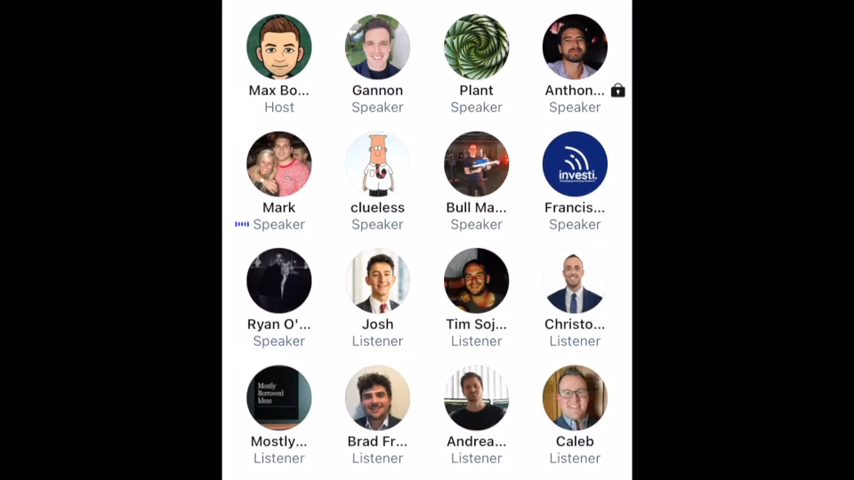 Max Bo... Gannon Plant Anthon...
Host Speaker Speaker Speaker
investi.
Mark clueless Bull Ma... Francis...
Speaker Speaker Speaker Speaker
Ryan O'... Josh Tim Soj... Christo...
Speaker Listener Listener Listener
Mostly
Borrowed
Ideas
Mostly... Brad Fr... Andrea... Caleb
Listener Listener Listener Listener